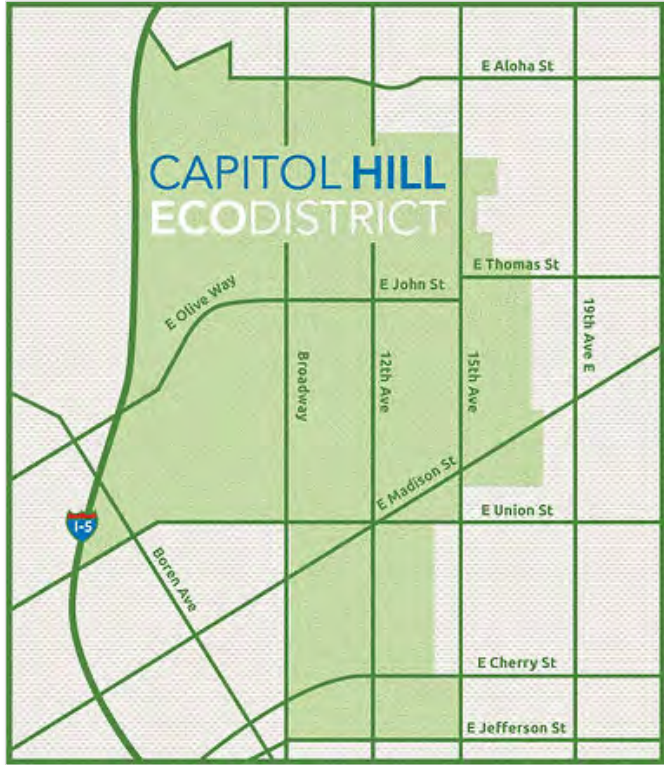 E Aloha St
CAPITOL HILL
ECODISTRICT
E Thomas St
E Olive Way
E John St
19th Ave E
Broadway
12th Ave
15th Ave
E Madison St
E Union St
I-5
Boren Ave
E Cherry St
E Jefferson St